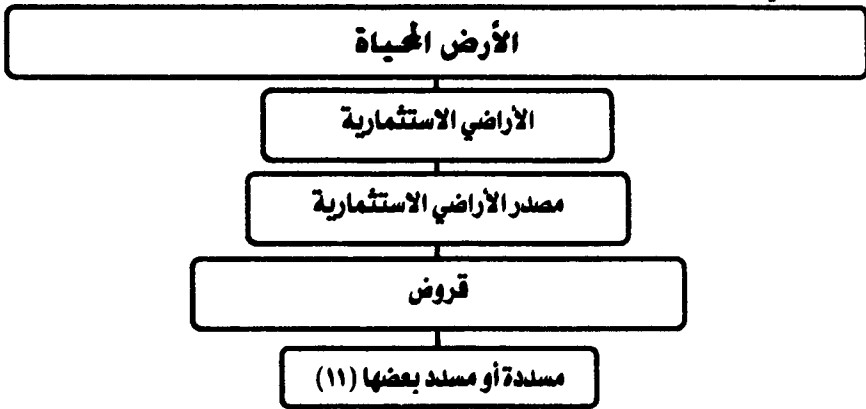 الأرض المحياة
الأراضي الاستثمارية
مصدر الأراضي الاستثمارية
قروض
مسددة أو مسدد بعضها (١١)